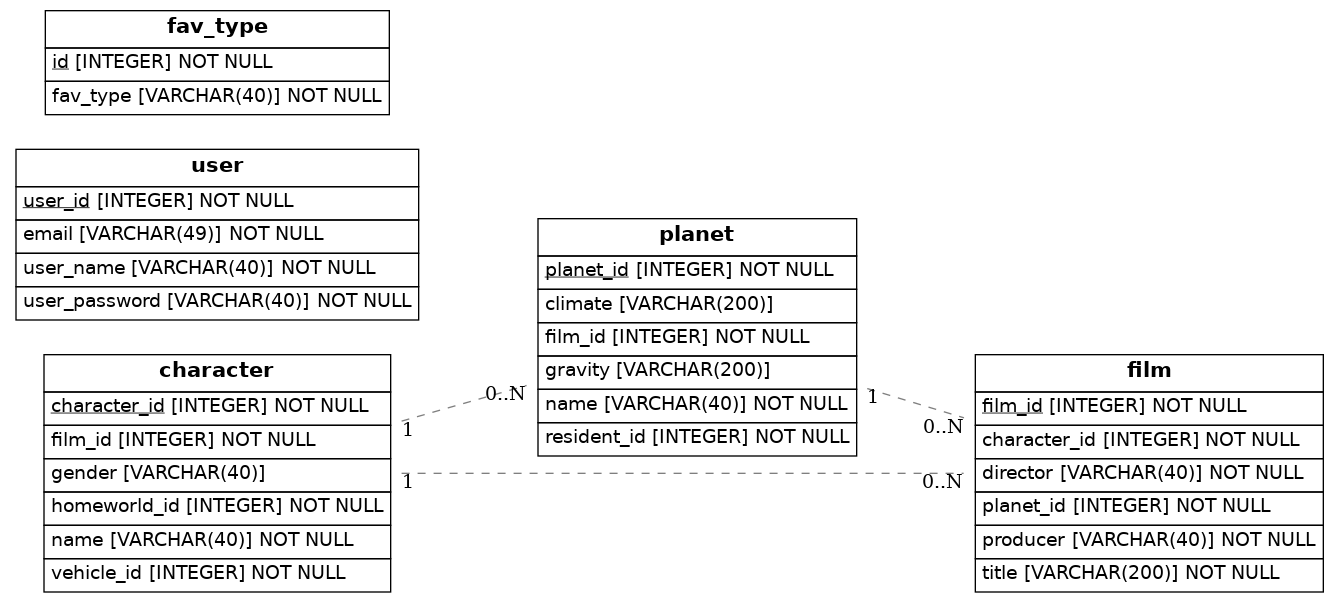 fav_type
id [INTEGER] NOT NULL
fav_type [VARCHAR(40)] NOT NULL
user
user_id [INTEGER] NOT NULL
email [VARCHAR(49)] NOT NULL
user_name [VARCHAR(40)] NOT NULL
user_password [VARCHAR(40)] NOT NULL
character
character_id [INTEGER] NOT NULL
film_id [INTEGER] NOT NULL
gender [VARCHAR(40)]
homeworld_id [INTEGER] NOT NULL
name [VARCHAR(40)] NOT NULL
vehicle_id [INTEGER] NOT NULL
1
0..N
1
0..N
planet
planet_id [INTEGER] NOT NULL
climate [VARCHAR(200)]
film_id [INTEGER] NOT NULL
gravity [VARCHAR(200)]
name [VARCHAR(40)] NOT NULL
resident_id [INTEGER] NOT NULL
1
0..N
film
film_id [INTEGER] NOT NULL
character_id [INTEGER] NOT NULL
director [VARCHAR(40)] NOT NULL
planet_id [INTEGER] NOT NULL
producer [VARCHAR(40)] NOT NULL
title [VARCHAR(200)] NOT NULL